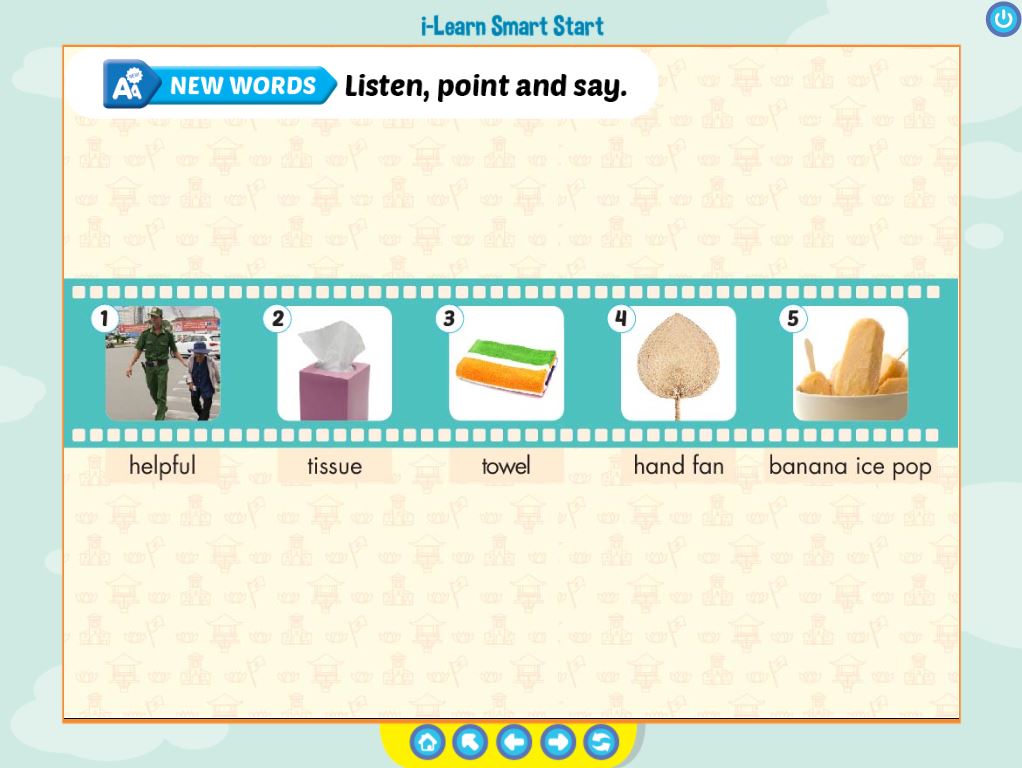 i-Learn Smart Start
NEW WORDS Listen, point and say.
1 2 3 4 5
helpful tissue towel hand fan banana ice pop